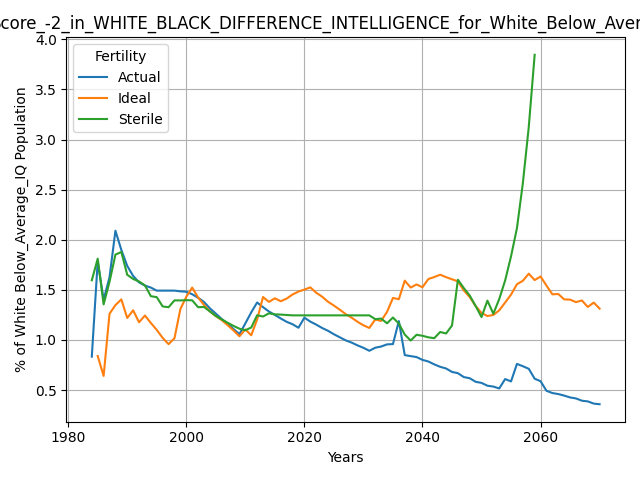 core_-2_in_WHITE_BLACK_DIFFERENCE_INTELLIGENCE_for_White_Below_Aver
Fertility
Actual
Ideal
Sterile
% of White Below_Average_IQ Population
4.0
3.5
3.0
2.5
2.0
1.5
1.0
0.5
1980
2000
2020
2040
2060
Years